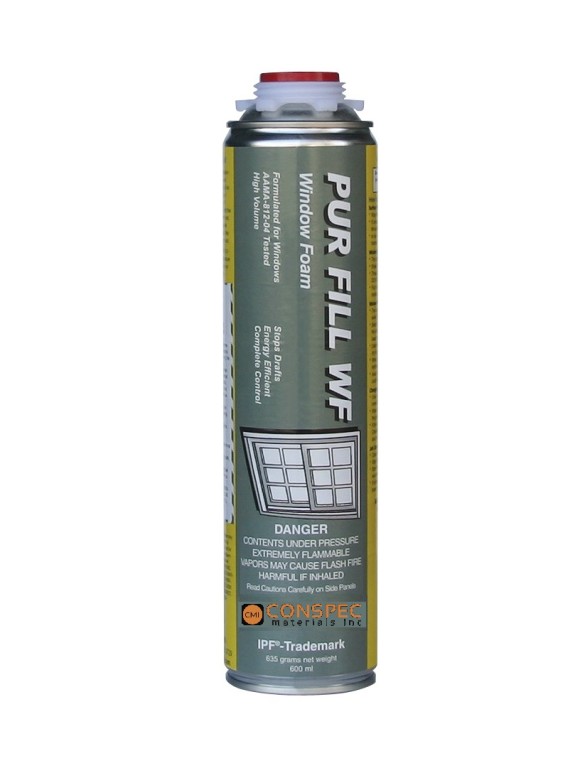 PUR FILL WF
Window Foam
Formulated for Windows
AAMA-812-04 Tested
High Volume
Stops Drafts
Energy Efficient
Complete Control
DANGER
CONTENTS UNDER PRESSURE
EXTREMELY FLAMMABLE
VAPORS MAY CAUSE FLASH FIRE
HARMFUL IF INHALED
Read Cautions Carefully on Side Panels
CMI CONSPEC
materials inc
IPF®-Trademark
635 grams net weight
600 ml